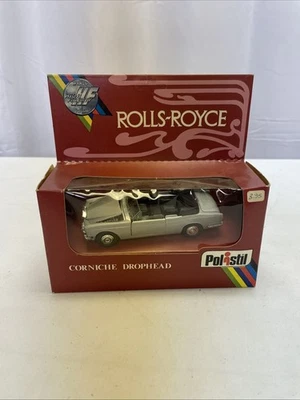 ROLLS-ROYCE
CORNICHE DROPHEAD
Polistil